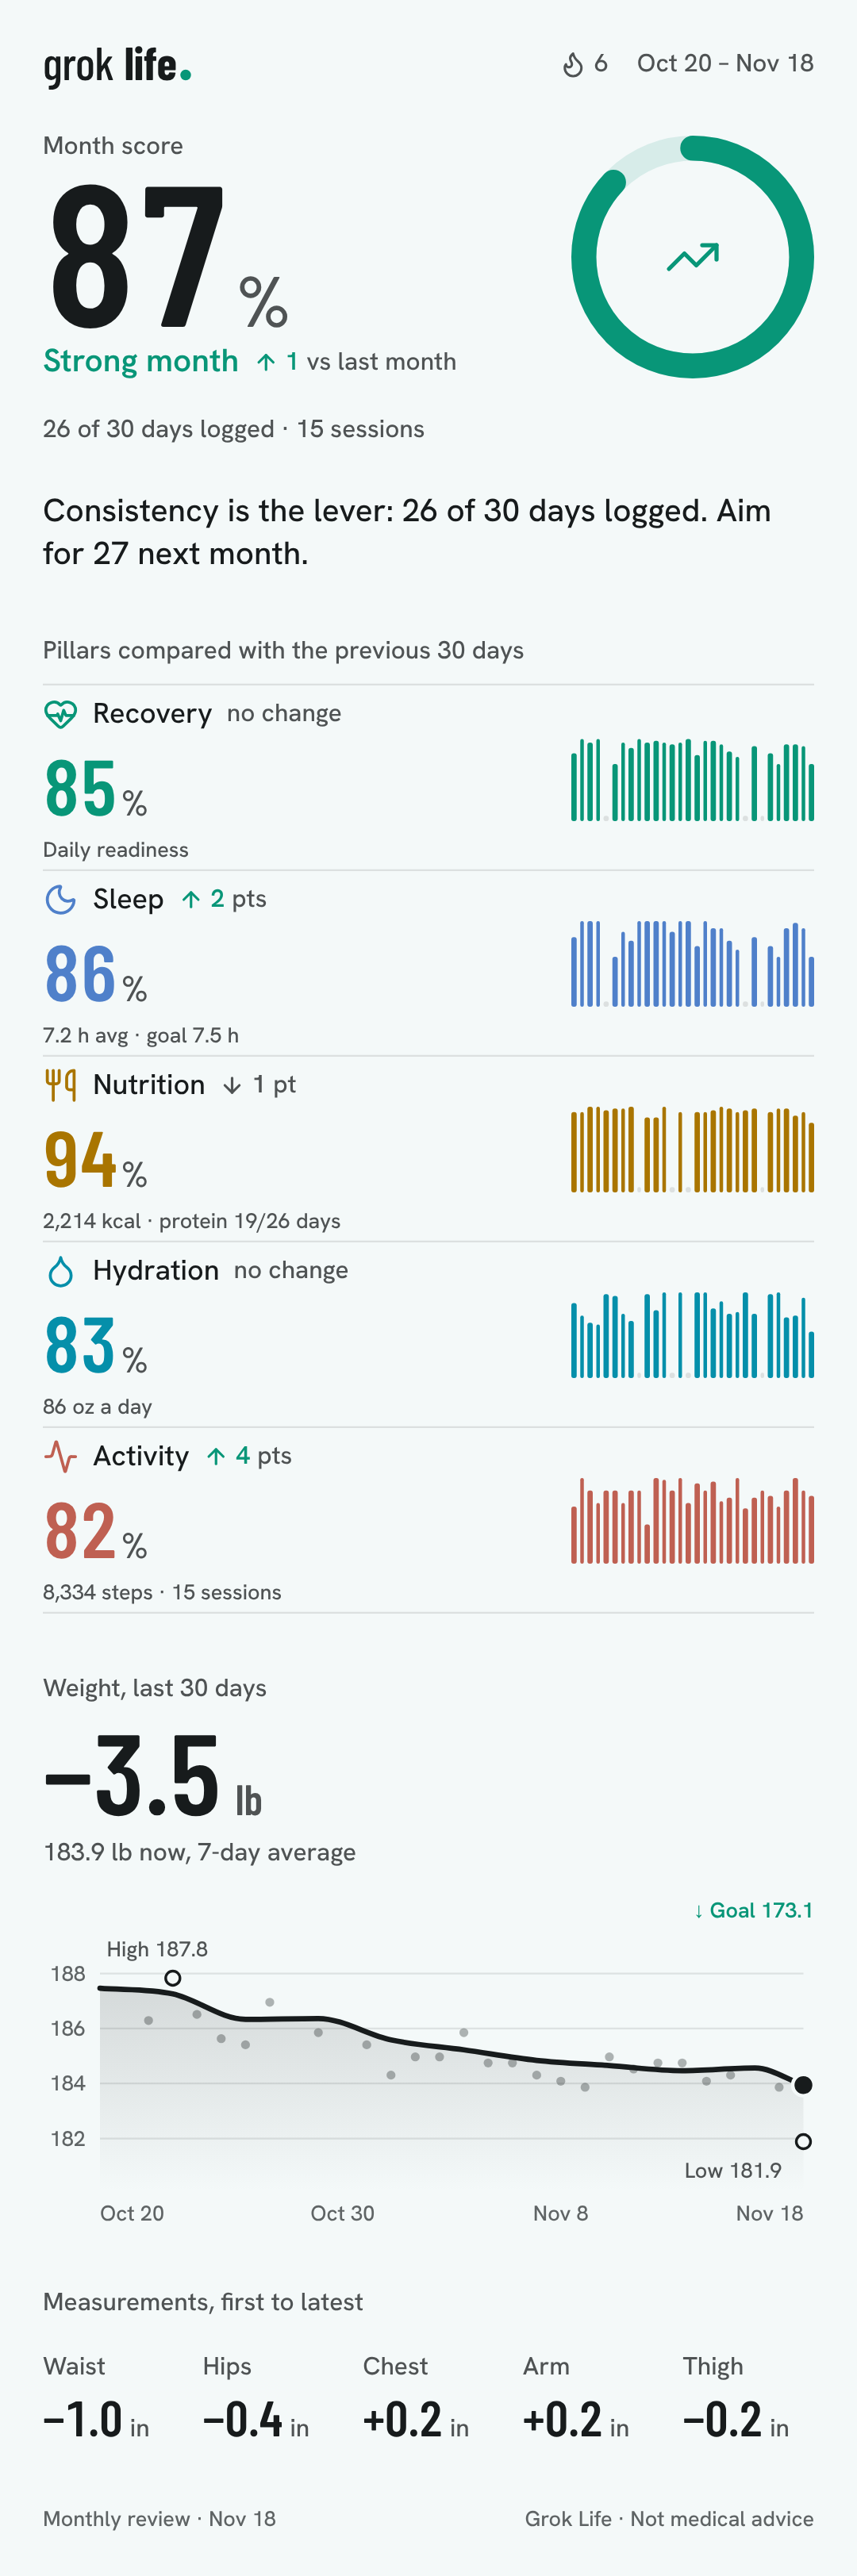 grok life.
6 Oct 20 – Nov 18
Month score
87 %
Strong month ↑ 1 vs last month
26 of 30 days logged · 15 sessions
Consistency is the lever: 26 of 30 days logged. Aim
for 27 next month.
Pillars compared with the previous 30 days
Recovery no change
85 %
Daily readiness
Sleep ↑ 2 pts
86 %
7.2 h avg · goal 7.5 h
Nutrition ↓ 1 pt
94 %
2,214 kcal · protein 19/26 days
Hydration no change
83 %
86 oz a day
Activity ↑ 4 pts
82 %
8,334 steps · 15 sessions
Weight, last 30 days
−3.5 lb
183.9 lb now, 7-day average
↓ Goal 173.1
High 187.8
188
186
184
182
Low 181.9
Oct 20 Oct 30 Nov 8 Nov 18
Measurements, first to latest
Waist Hips Chest Arm Thigh
−1.0 in −0.4 in +0.2 in +0.2 in −0.2 in
Monthly review · Nov 18 Grok Life · Not medical advice